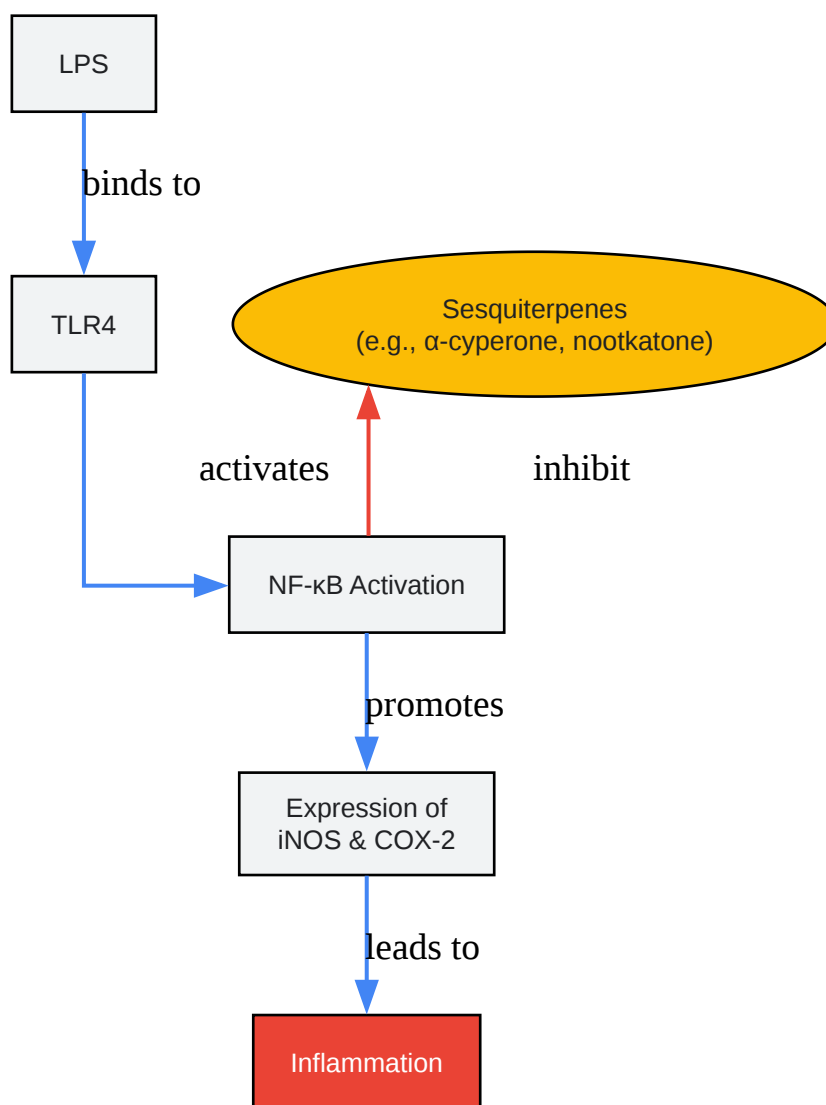 LPS
binds to
TLR4
Sesquiterpenes
(e.g., α-cyperone, nootkatone)
activates
inhibit
NF-κB Activation
promotes
Expression of
iNOS & COX-2
leads to
Inflammation